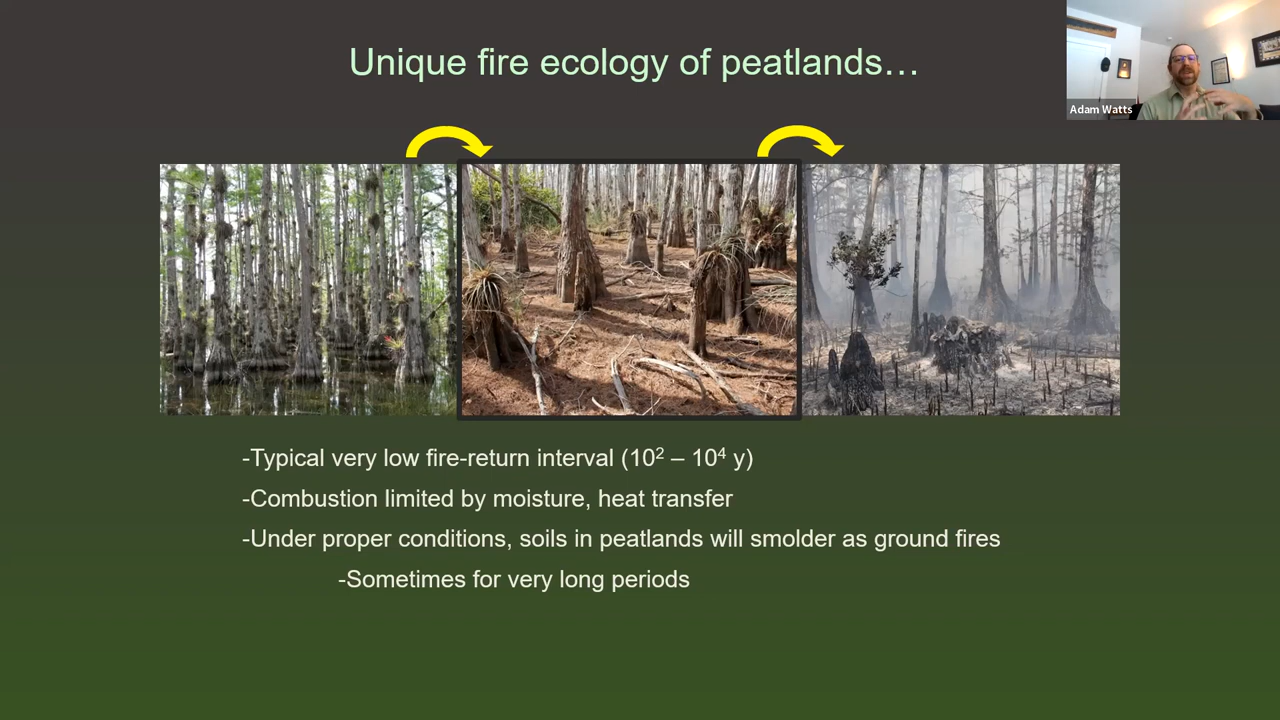 Unique fire ecology of peatlands…
Adam Watts
-Typical very low fire-return interval (10² – 10⁴ y)
-Combustion limited by moisture, heat transfer
-Under proper conditions, soils in peatlands will smolder as ground fires
-Sometimes for very long periods